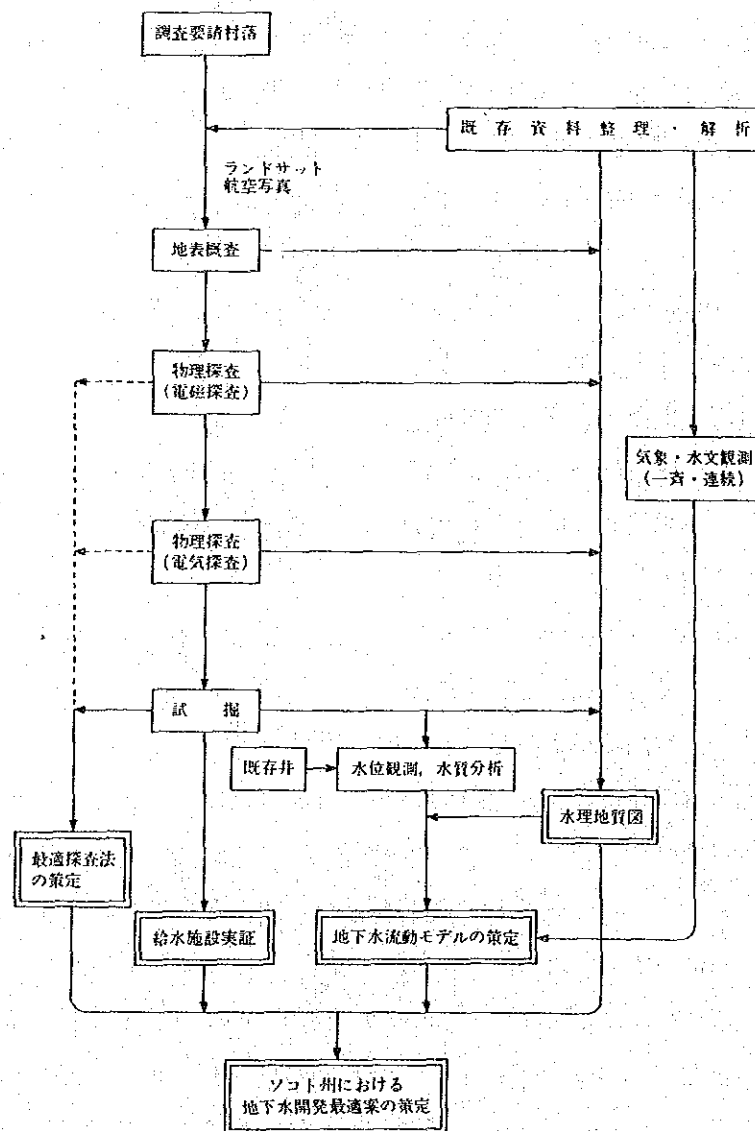 調査要請村落
既存資料整理・解析
ランドサット
航空写真
地表概査
物理探査
(電磁探査)
気象・水文観測
(一斉・連続)
物理探査
(電気探査)
試掘
既存井
水位観測，水質分析
水理地質図
最適探査法
の策定
給水施設実証
地下水流動モデルの策定
ソコト州における
地下水開発最適案の策定